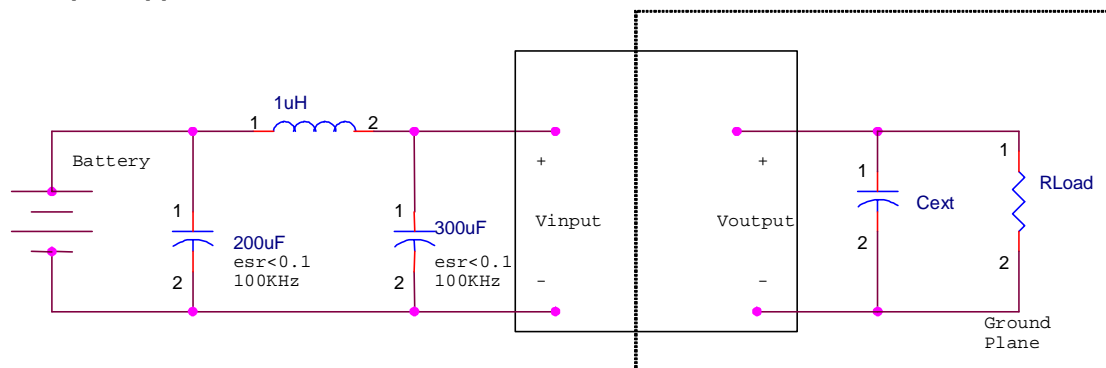 1uH
1
2
Battery
+
+
1
RLoad
1
1
1
Cext
Vinput
Voutput
200uF
300uF
esr<0.1
esr<0.1
2
2
2
100KHz
100KHz
2
-
-
Ground
Plane